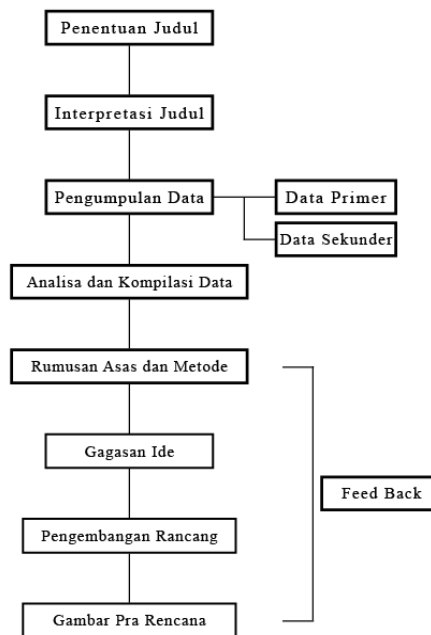 Penentuan Judul
Interpretasi Judul
Pengumpulan Data
Data Primer
Data Sekunder
Analisa dan Kompilasi Data
Rumusan Asas dan Metode
Gagasan Ide
Feed Back
Pengembangan Rancang
Gambar Pra Rencana